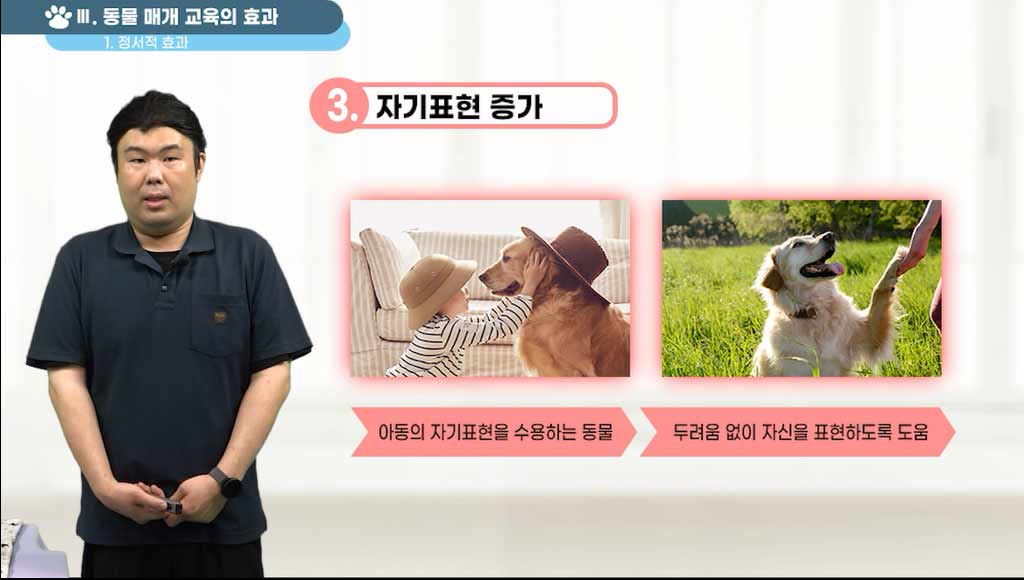 Ⅲ. 동물 매개 교육의 효과
1. 정서적 효과
3. 자기표현 증가
아동의 자기표현을 수용하는 동물
두려움 없이 자신을 표현하도록 도움